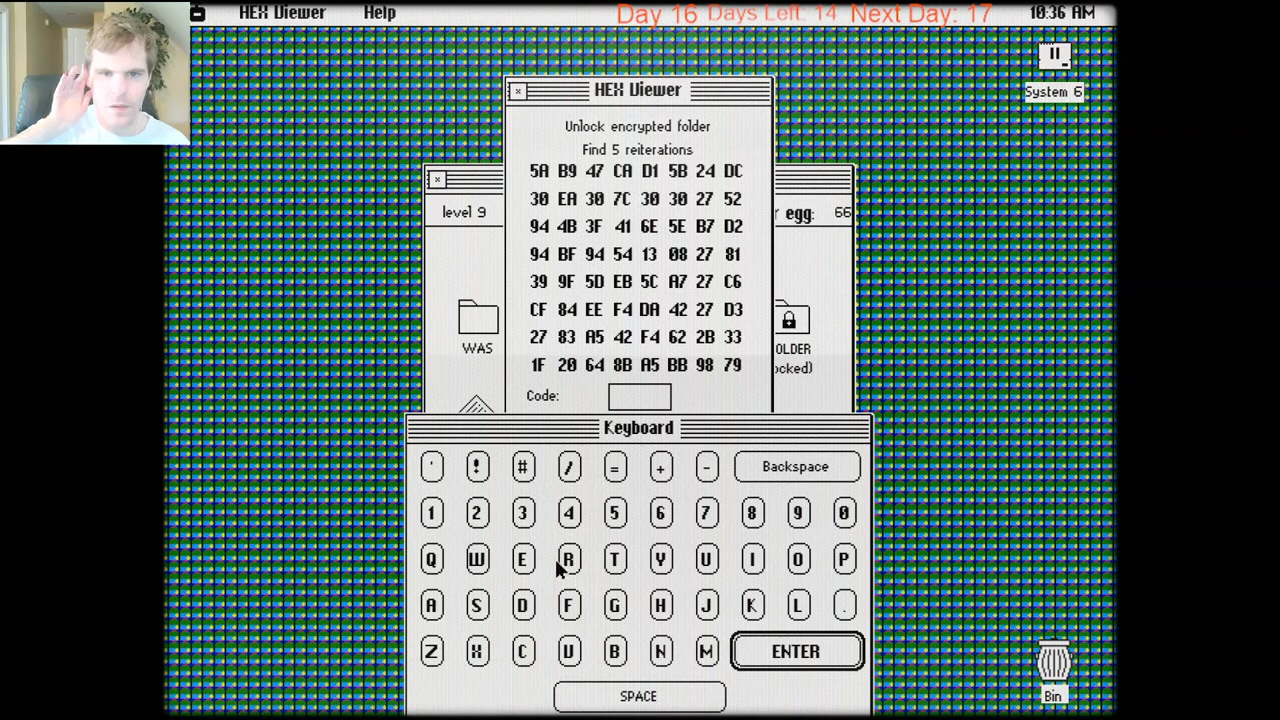 HEX Viewer Help Day 16 Days Left: 14 Next Day: 17 10:36 AM
System 6
HEX Viewer
Unlock encrypted folder
Find 5 reiterations
5A B9 47 CA D1 5B 24 DC
30 EA 30 7C 30 30 27 52
94 4B 3F 41 6E 5E B7 D2
94 BF 94 54 13 08 27 81
39 9F 5D EB 5C A7 27 C6
CF 84 EE F4 DA 42 27 D3
27 83 A5 42 F4 62 2B 33
1F 20 64 8B A5 BB 98 79
Code:
level 9
r egg: 66
WAS
OLDER
ocked)
Keyboard
' ! # / = + - Backspace
1 2 3 4 5 6 7 8 9 0
Q W E R T Y U I O P
A S D F G H J K L .
Z X C V B N M ENTER
SPACE
Bin